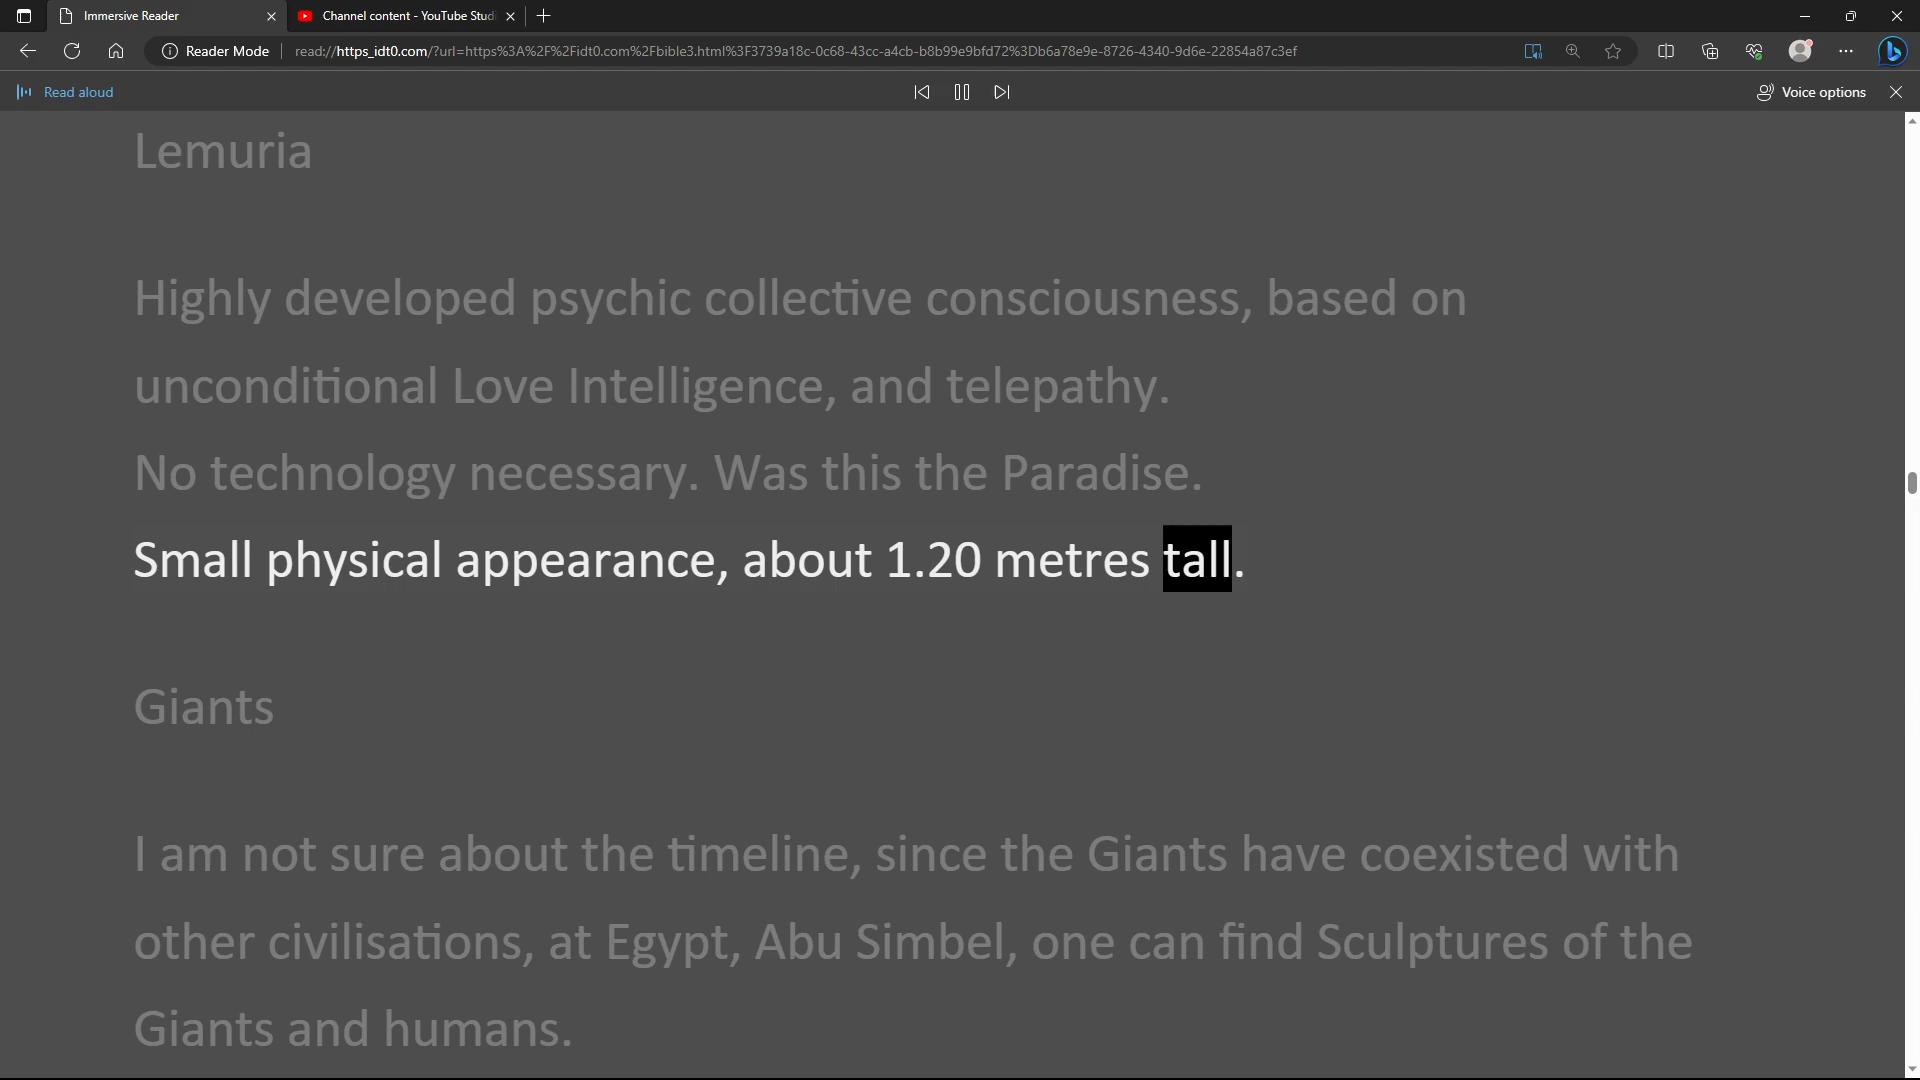 Immersive Reader
Channel content - YouTube Studi
Reader Mode
read://https_idt0.com/?url=https%3A%2F%2Fidt0.com%2Fbible3.html%3F3739a18c-0c68-43cc-a4cb-b8b99e9bfd72%3Db6a78e9e-8726-4340-9d6e-22854a87c3ef
Read aloud
Voice options
Lemuria
Highly developed psychic collective consciousness, based on
unconditional Love Intelligence, and telepathy.
No technology necessary. Was this the Paradise.
Small physical appearance, about 1.20 metres tall.
Giants
I am not sure about the timeline, since the Giants have coexisted with
other civilisations, at Egypt, Abu Simbel, one can find Sculptures of the
Giants and humans.